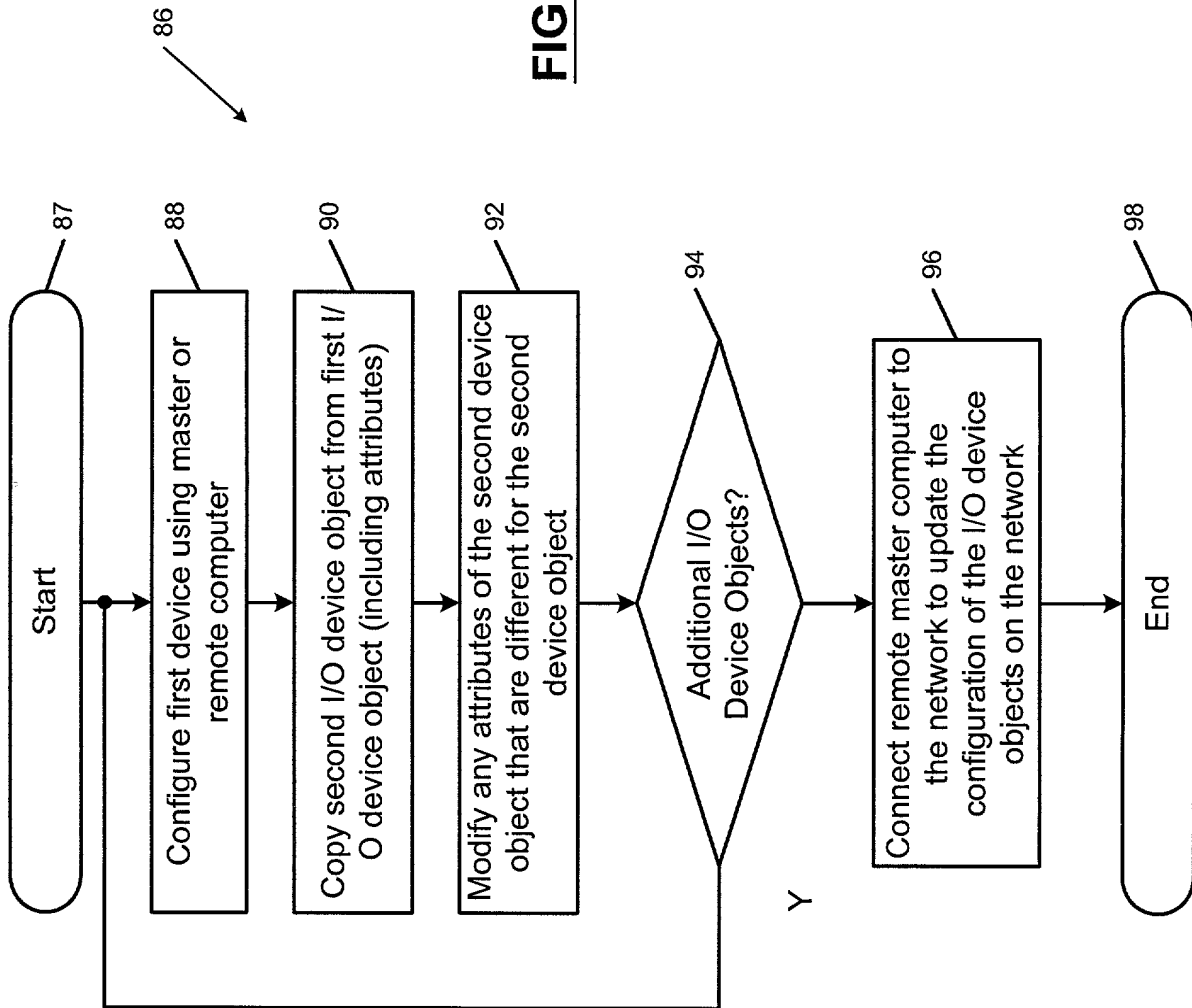 86
FIG
Start
87
Configure first device using master or
remote computer
88
Copy second I/O device object from first I/
O device object (including attributes)
90
Modify any attributes of the second device
object that are different for the second
device object
92
Additional I/O
Device Objects?
94
Y
Connect remote master computer to
the network to update the
configuration of the I/O device
objects on the network
96
End
98